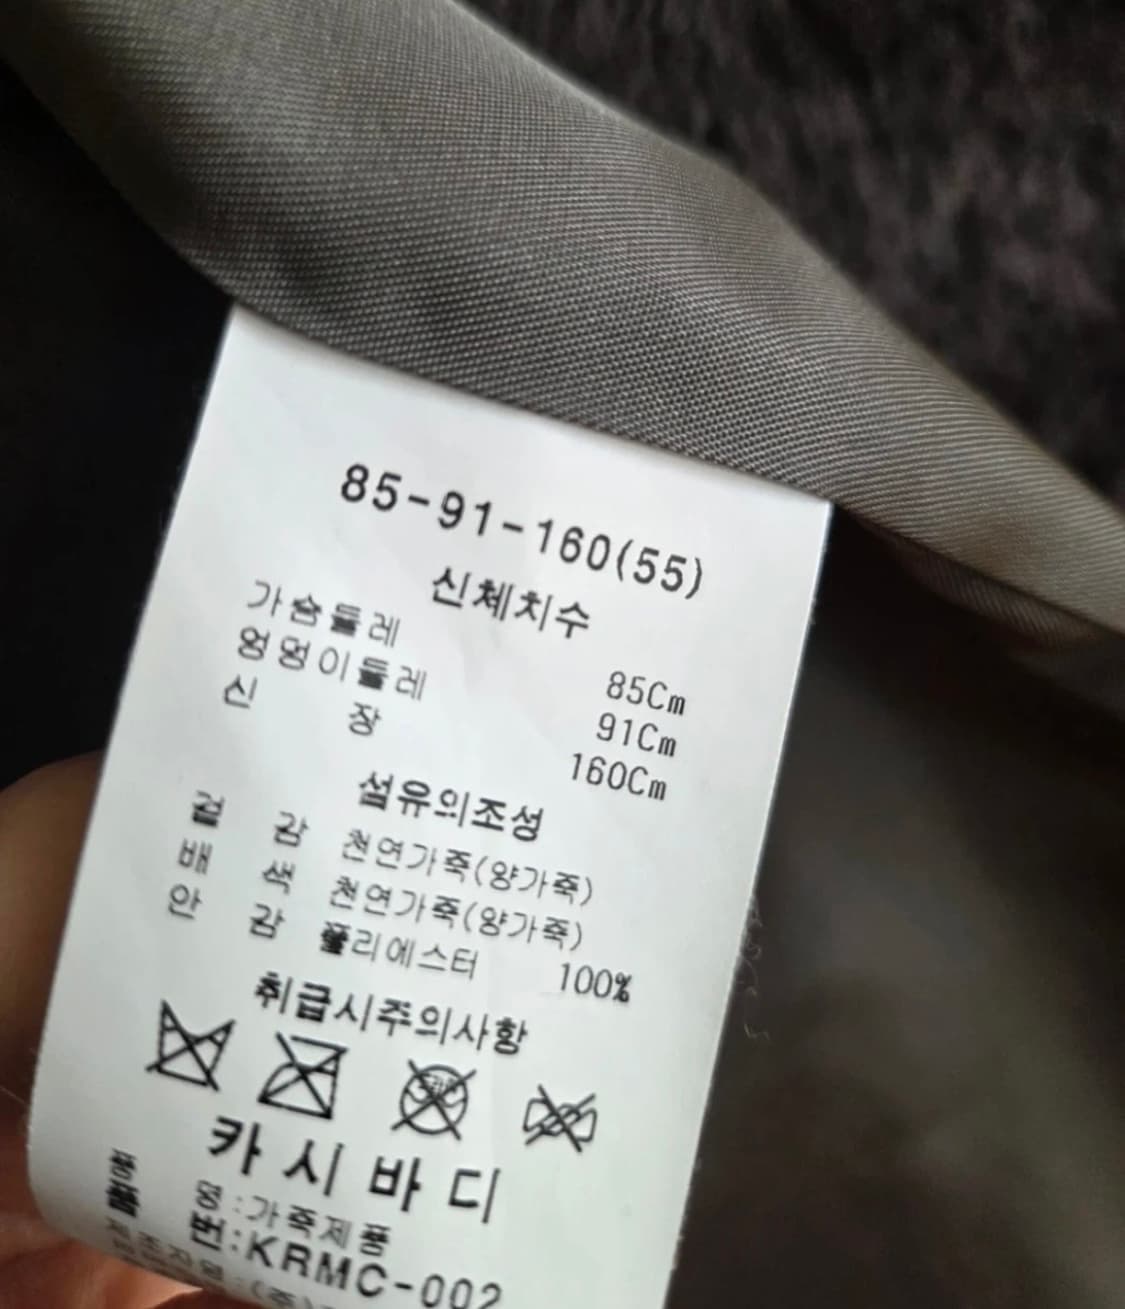 85-91-160(55)
신체치수
가슴둘레 85Cm
엉덩이둘레 91Cm
신 장 160Cm
섬유의조성
겉 감 천연가죽(양가죽)
배 색 천연가죽(양가죽)
안 감 폴리에스터 100%
취급시주의사항
카시바디
품 명:가죽제품
품 번:KRMC-002